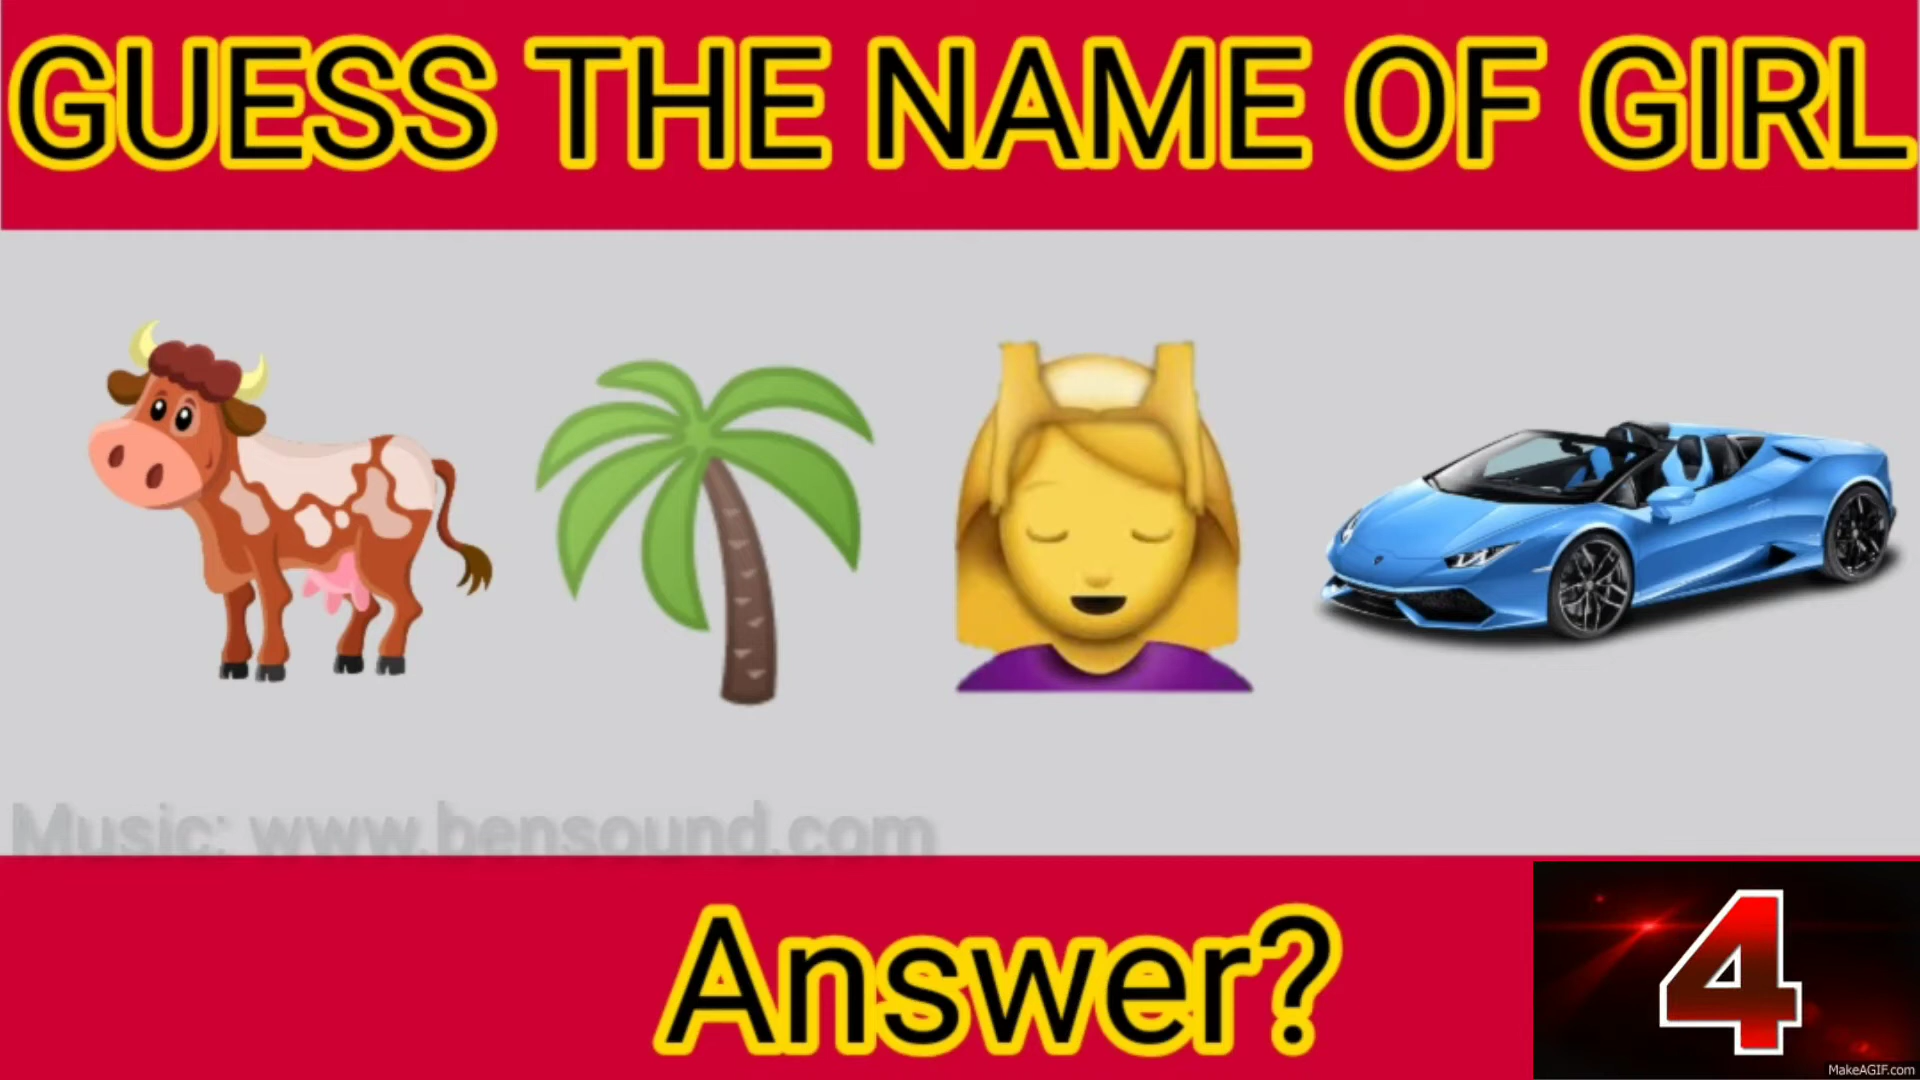 GUESS THE NAME OF GIRL
Music: www.bensound.com
Answer?
4
MakeAGIF.com